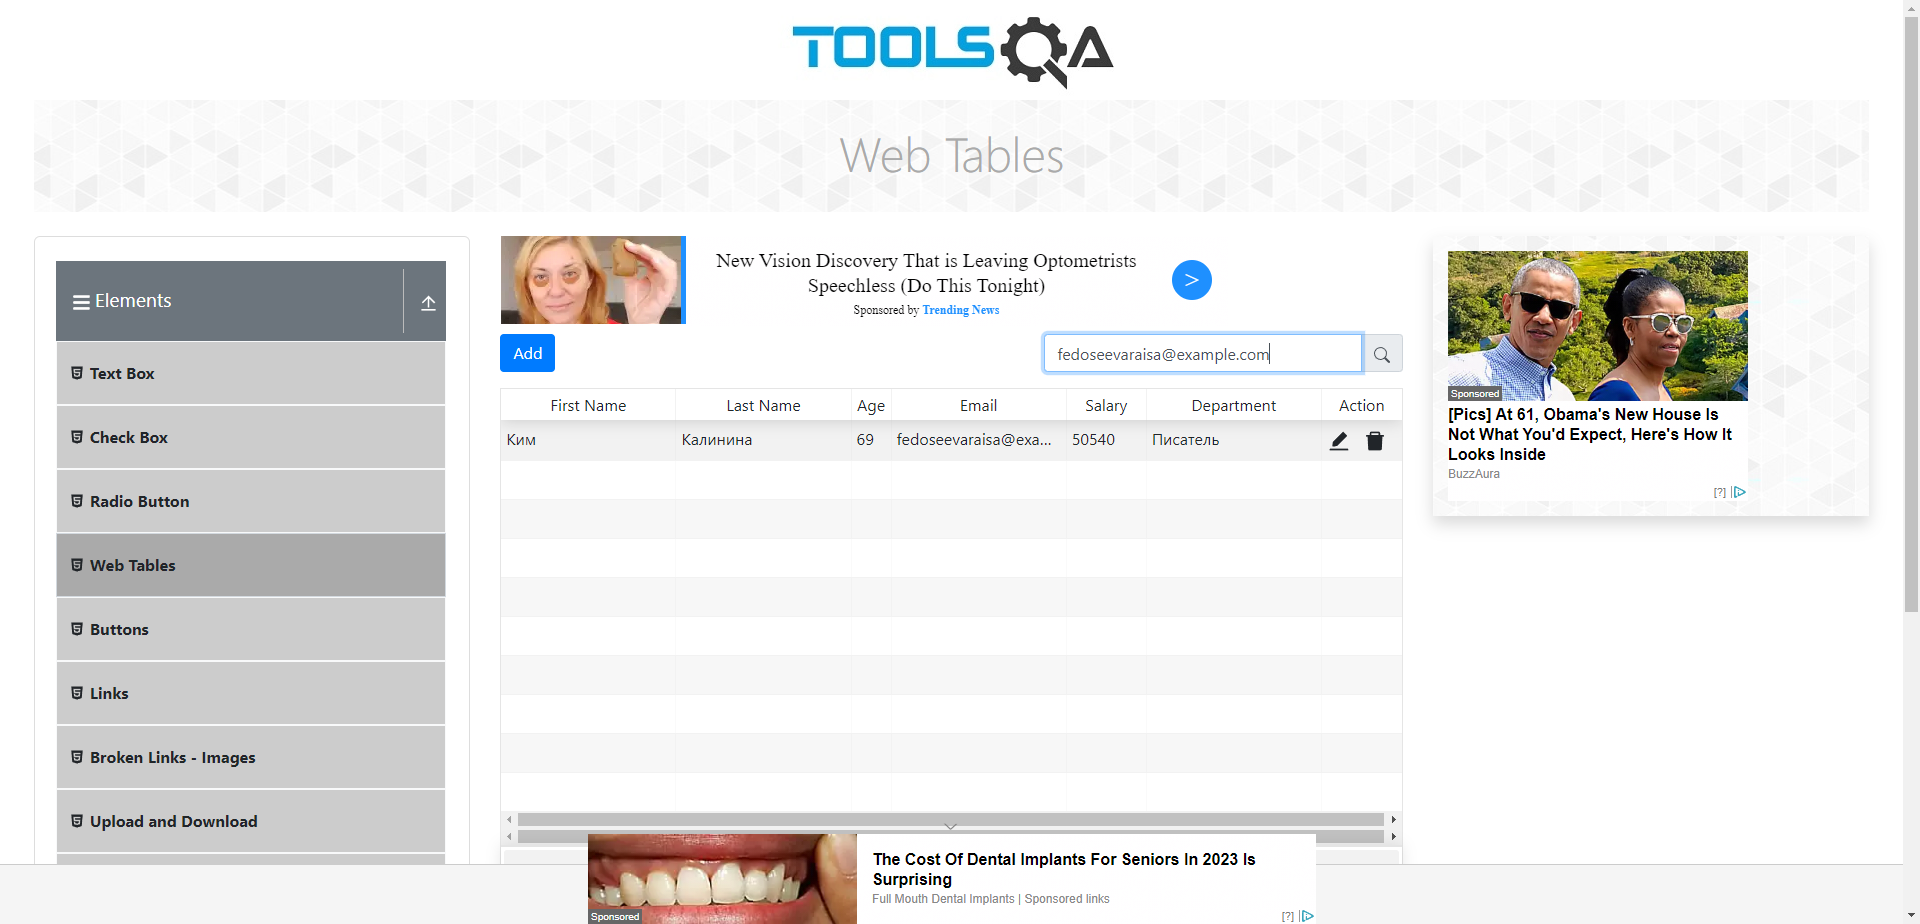 TOOLSQA
Web Tables
Elements
Text Box
Check Box
Radio Button
Web Tables
Buttons
Links
Broken Links - Images
Upload and Download
New Vision Discovery That is Leaving Optometrists
Speechless (Do This Tonight)
Sponsored by Trending News
>
Add
fedoseevaraisa@example.com
First Name Last Name Age Email Salary Department Action
Ким Калинина 69 fedoseevaraisa@exa... 50540 Писатель
Sponsored
[Pics] At 61, Obama's New House Is
Not What You'd Expect, Here's How It
Looks Inside
BuzzAura
[?]
The Cost Of Dental Implants For Seniors In 2023 Is
Surprising
Full Mouth Dental Implants | Sponsored links
Sponsored
[?]